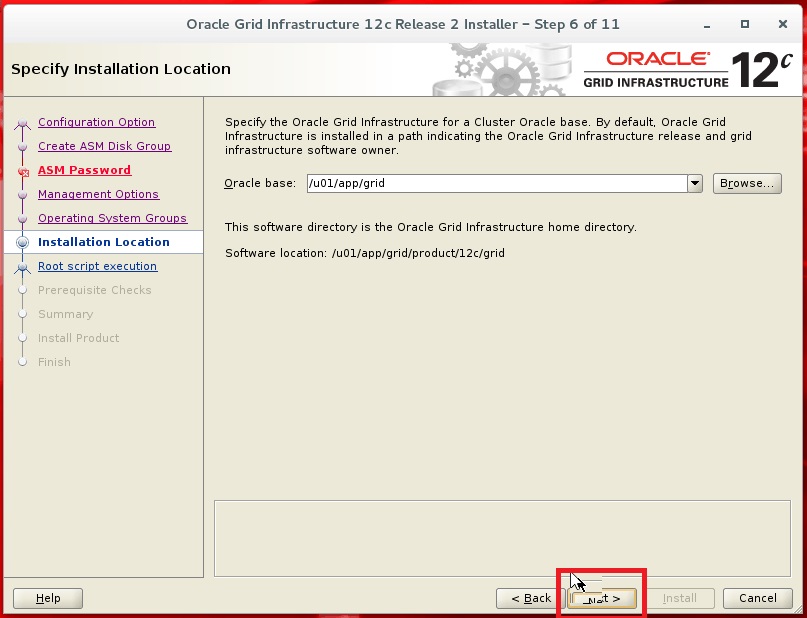 Oracle Grid Infrastructure 12c Release 2 Installer – Step 6 of 11
Specify Installation Location
ORACLE
GRID INFRASTRUCTURE
12c
Configuration Option
Create ASM Disk Group
ASM Password
Management Options
Operating System Groups
Installation Location
Root script execution
Prerequisite Checks
Summary
Install Product
Finish
Specify the Oracle Grid Infrastructure for a Cluster Oracle base. By default, Oracle Grid
Infrastructure is installed in a path indicating the Oracle Grid Infrastructure release and grid
infrastructure software owner.
Oracle base: /u01/app/grid Browse...
This software directory is the Oracle Grid Infrastructure home directory.
Software location: /u01/app/grid/product/12c/grid
Help < Back > Install Cancel